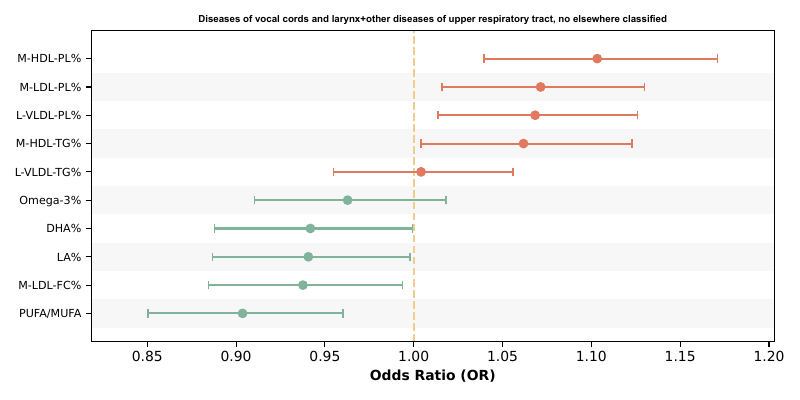 Diseases of vocal cords and larynx+other diseases of upper respiratory tract, no elsewhere classified
M-HDL-PL%
M-LDL-PL%
L-VLDL-PL%
M-HDL-TG%
L-VLDL-TG%
Omega-3%
DHA%
LA%
M-LDL-FC%
PUFA/MUFA
0.85 0.90 0.95 1.00 1.05 1.10 1.15 1.20
Odds Ratio (OR)